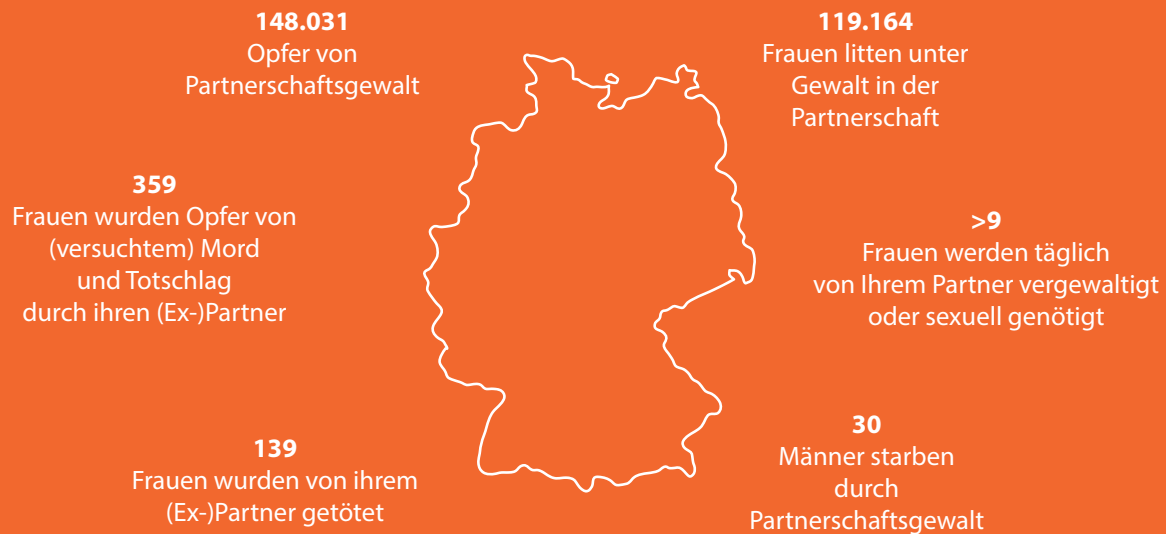 148.031
Opfer von
Partnerschaftsgewalt
119.164
Frauen litten unter
Gewalt in der
Partnerschaft
359
Frauen wurden Opfer von
(versuchtem) Mord
und Totschlag
durch ihren (Ex-)Partner
>9
Frauen werden täglich
von Ihrem Partner vergewaltigt
oder sexuell genötigt
139
Frauen wurden von ihrem
(Ex-)Partner getötet
30
Männer starben
durch
Partnerschaftsgewalt